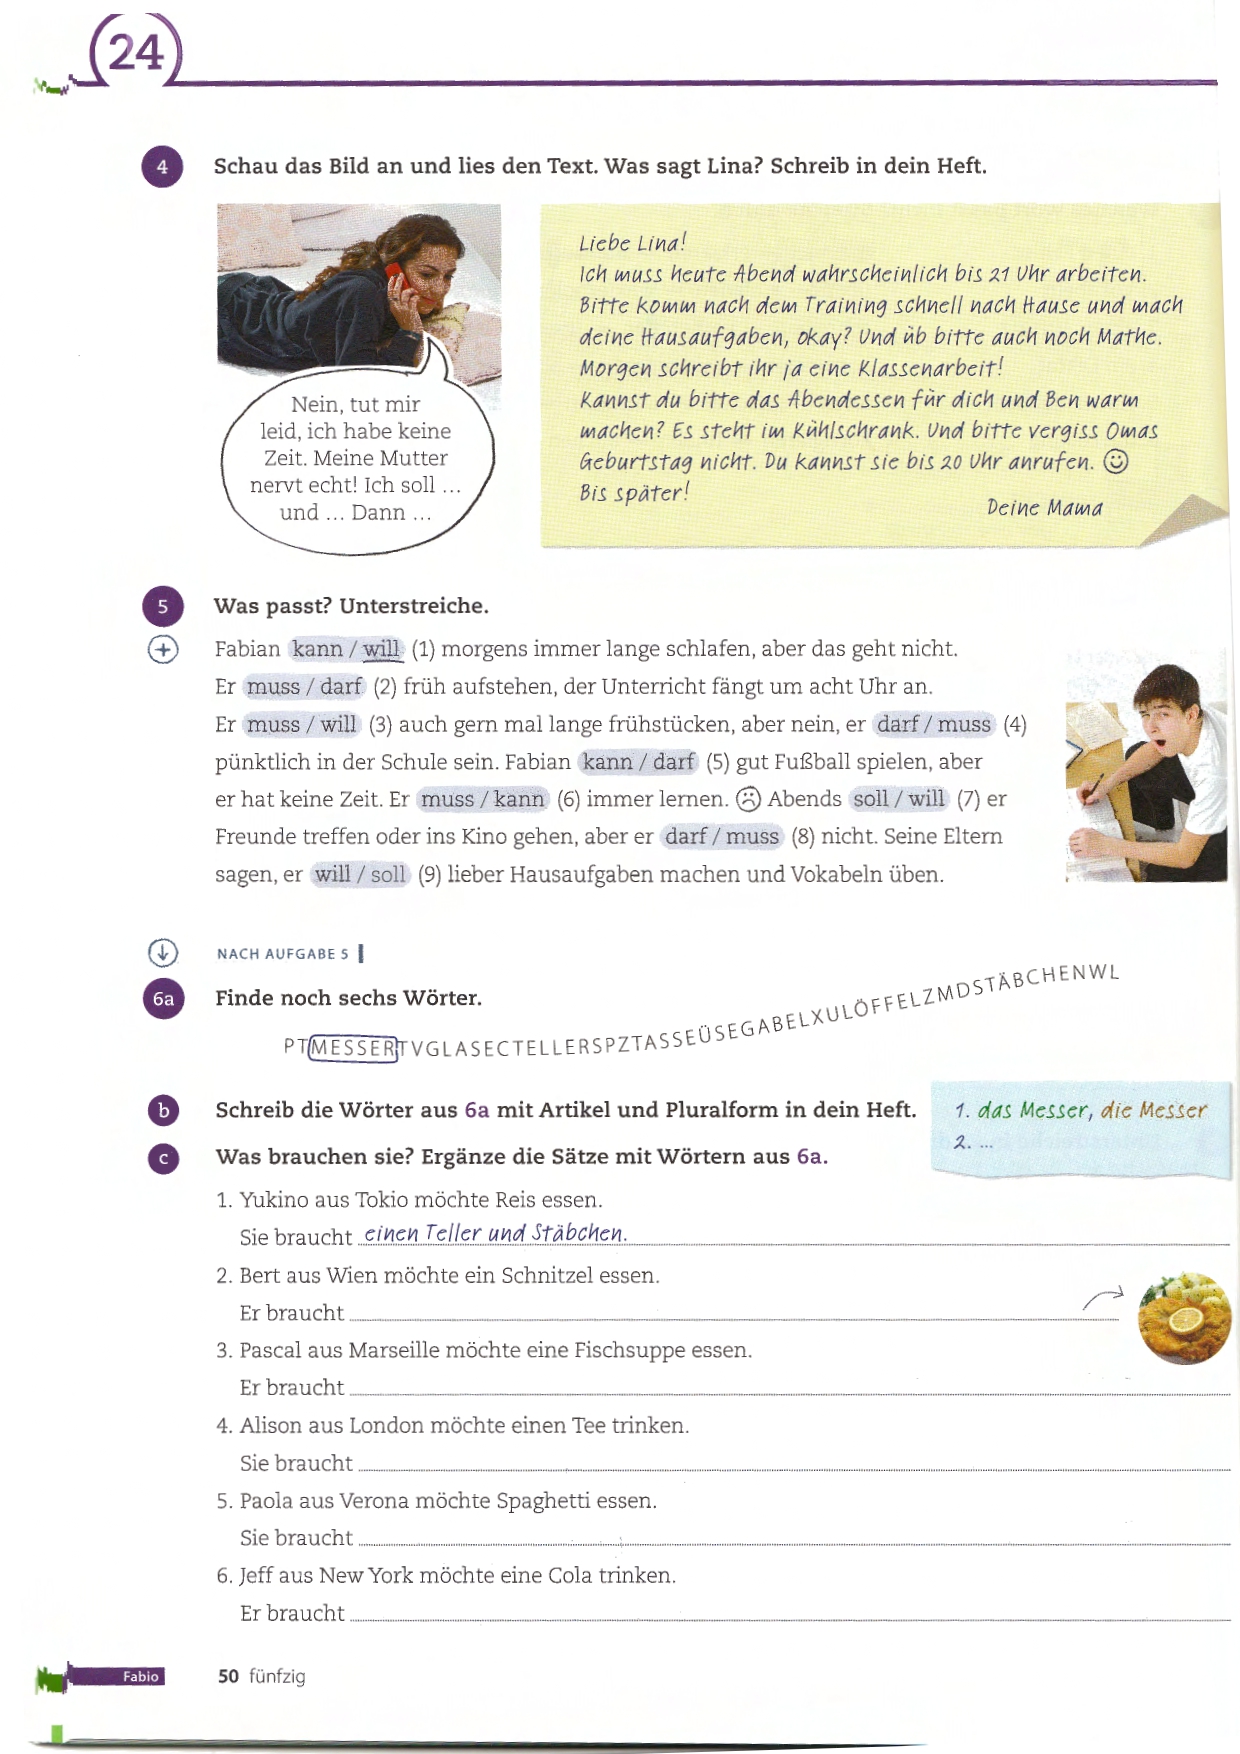 24
4 Schau das Bild an und lies den Text. Was sagt Lina? Schreib in dein Heft.
Nein, tut mir
leid, ich habe keine
Zeit. Meine Mutter
nervt echt! Ich soll ...
und ... Dann ...
Liebe Lina!
Ich muss heute Abend wahrscheinlich bis 21 Uhr arbeiten.
Bitte komm nach dem Training schnell nach Hause und mach
deine Hausaufgaben, okay? Und üb bitte auch noch Mathe.
Morgen schreibt ihr ja eine Klassenarbeit!
Kannst du bitte das Abendessen für dich und Ben warm
machen? Es steht im Kühlschrank. Und bitte vergiss Omas
Geburtstag nicht. Du kannst sie bis 20 Uhr anrufen. ☺
Bis später!
Deine Mama
5 Was passt? Unterstreiche.
Fabian kann / will (1) morgens immer lange schlafen, aber das geht nicht.
Er muss / darf (2) früh aufstehen, der Unterricht fängt um acht Uhr an.
Er muss / will (3) auch gern mal lange frühstücken, aber nein, er darf / muss (4)
pünktlich in der Schule sein. Fabian kann / darf (5) gut Fußball spielen, aber
er hat keine Zeit. Er muss / kann (6) immer lernen. ☹ Abends soll / will (7) er
Freunde treffen oder ins Kino gehen, aber er darf / muss (8) nicht. Seine Eltern
sagen, er will / soll (9) lieber Hausaufgaben machen und Vokabeln üben.
NACH AUFGABE 5
6a Finde noch sechs Wörter.
PTMESSERTVGLASECTELLERSPZTASSEÜSEGABELXULÖFFELZMDSTÄBCHENWL
b Schreib die Wörter aus 6a mit Artikel und Pluralform in dein Heft.
1. das Messer, die Messer
2. ...
c Was brauchen sie? Ergänze die Sätze mit Wörtern aus 6a.
1. Yukino aus Tokio möchte Reis essen.
Sie braucht einen Teller und Stäbchen.
2. Bert aus Wien möchte ein Schnitzel essen.
Er braucht
3. Pascal aus Marseille möchte eine Fischsuppe essen.
Er braucht
4. Alison aus London möchte einen Tee trinken.
Sie braucht
5. Paola aus Verona möchte Spaghetti essen.
Sie braucht
6. Jeff aus New York möchte eine Cola trinken.
Er braucht
Fabio
50 fünfzig